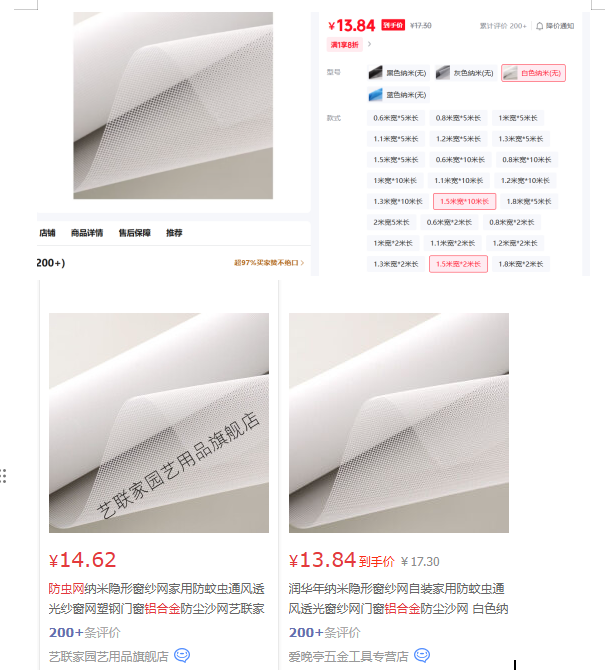 ¥13.84 到手价 ¥17.30 累计评价 200+ 降价通知
满1享8折 >
型号 黑色纳米(无) 灰色纳米(无) 白色纳米(无)
蓝色纳米(无)
款式 0.6米宽*5米长 0.8米宽*5米长 1米宽*5米长
1.1米宽*5米长 1.2米宽*5米长 1.3米宽*5米长
1.5米宽*5米长 0.6米宽*10米长 0.8米宽*10米长
1米宽*10米长 1.1米宽*10米长 1.2米宽*10米长
1.3米宽*10米长 1.5米宽*10米长 1.8米宽*5米长
2米宽5米长 0.6米宽*2米长 0.8米宽*2米长
1米宽*2米长 1.1米宽*2米长 1.2米宽*2米长
1.3米宽*2米长 1.5米宽*2米长 1.8米宽*2米长
店铺 商品详情 售后保障 推荐
200+) 超97%买家赞不绝口 >
艺联家园艺用品旗舰店
¥14.62
防虫网纳米隐形窗纱网家用防蚊虫通风透
光纱窗网塑钢门窗铝合金防尘沙网艺联家
200+条评价
艺联家园艺用品旗舰店
¥13.84 到手价 ¥17.30
润华年纳米隐形窗纱网自装家用防蚊虫通
风透光窗纱网门窗铝合金防尘沙网 白色纳
200+条评价
爱晚亭五金工具专营店